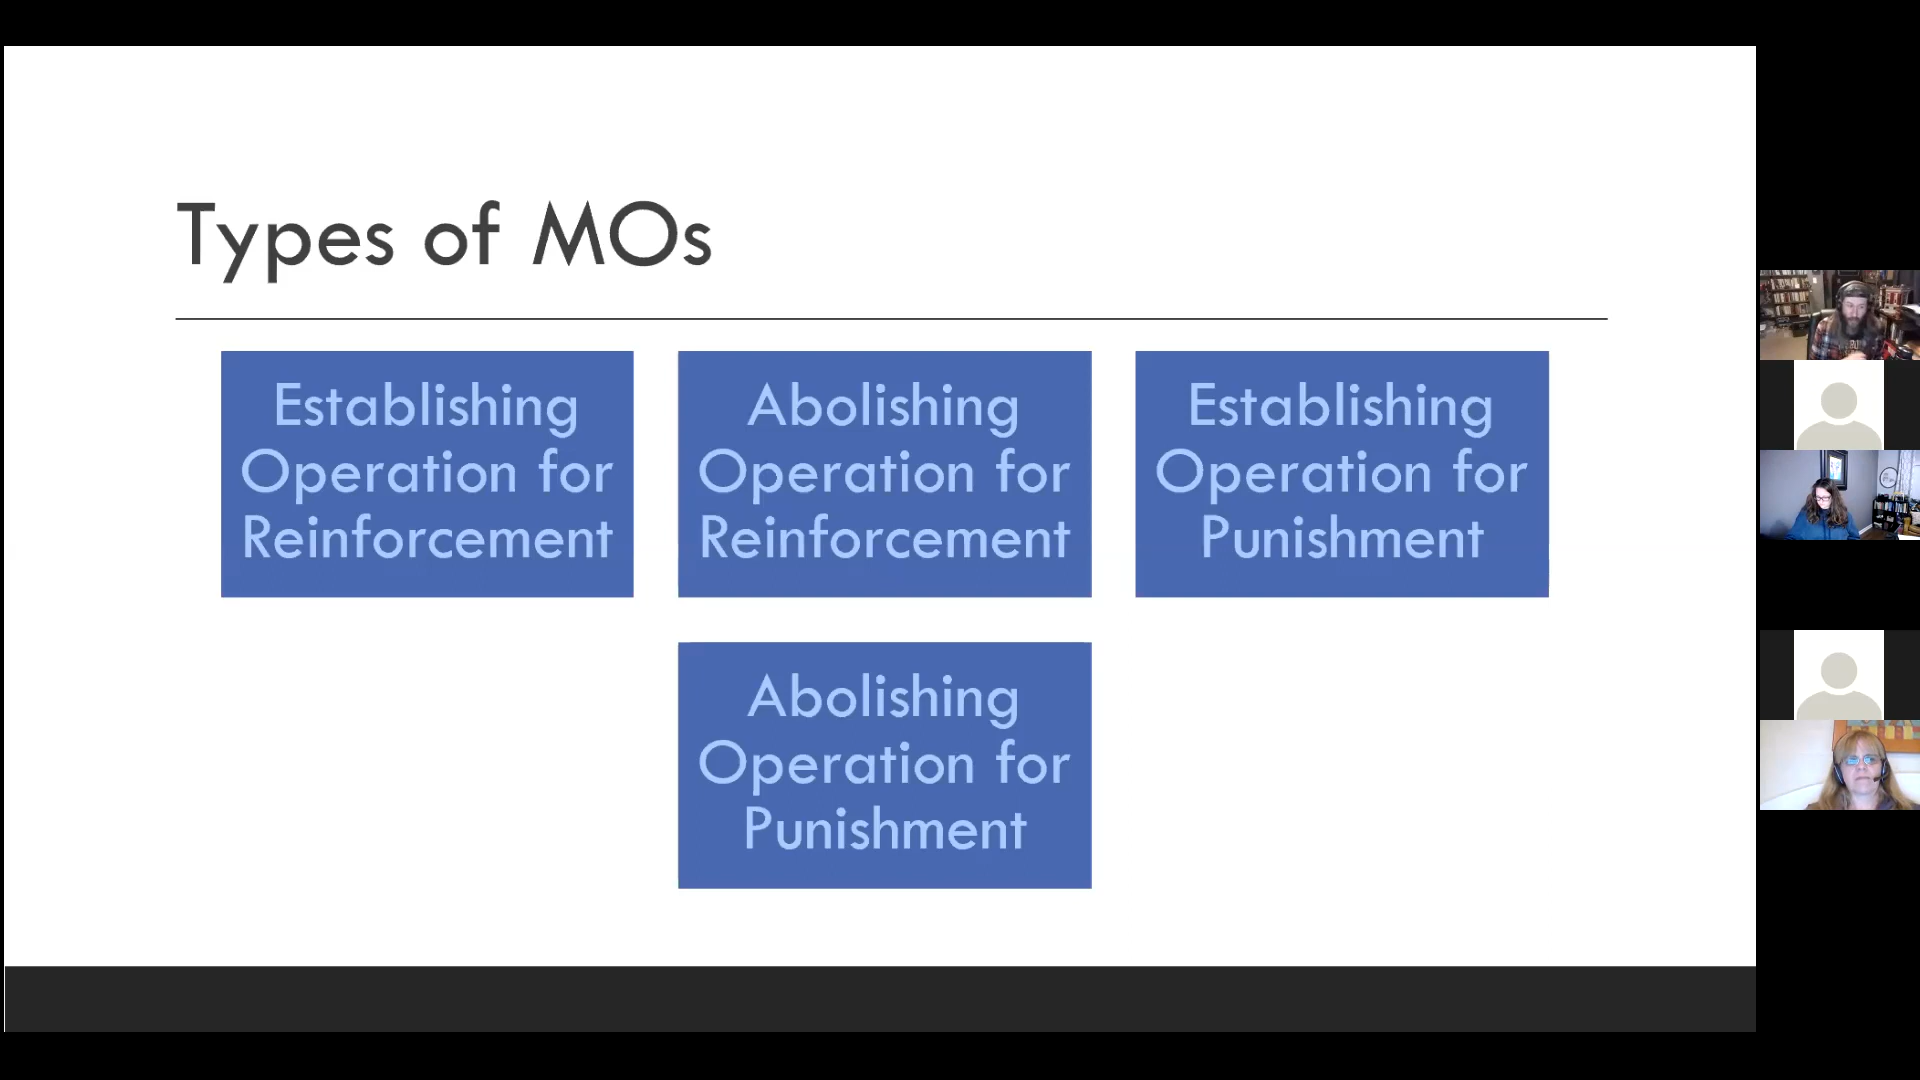 Types of MOs
Establishing
Operation for
Reinforcement
Abolishing
Operation for
Reinforcement
Establishing
Operation for
Punishment
Abolishing
Operation for
Punishment